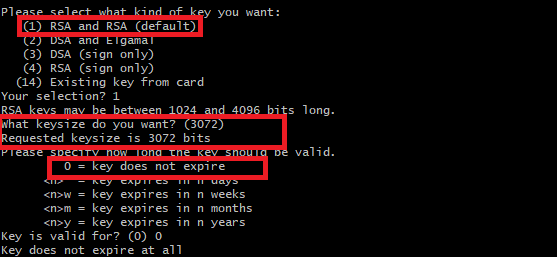 Please select what kind of key you want:
(1) RSA and RSA (default)
(2) DSA and Elgamal
(3) DSA (sign only)
(4) RSA (sign only)
(14) Existing key from card
Your selection? 1
RSA keys may be between 1024 and 4096 bits long.
What keysize do you want? (3072)
Requested keysize is 3072 bits
Please specify how long the key should be valid.
0 = key does not expire
<n> = key expires in n days
<n>w = key expires in n weeks
<n>m = key expires in n months
<n>y = key expires in n years
Key is valid for? (0) 0
Key does not expire at all